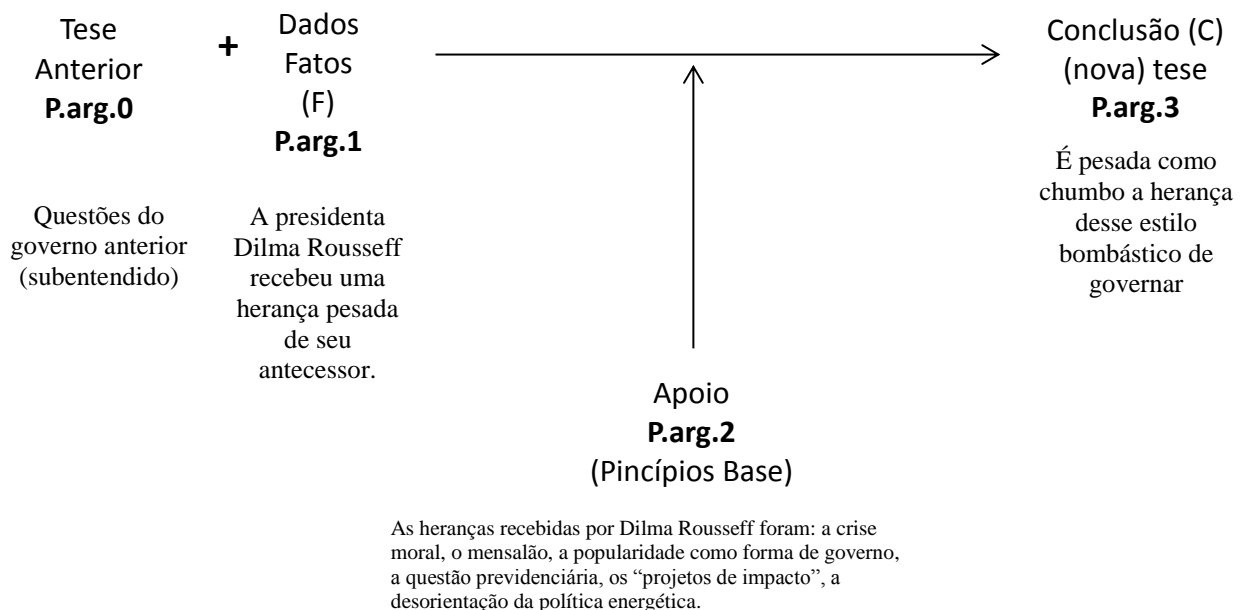 Tese
Anterior
P.arg.0
+
Dados
Fatos
(F)
P.arg.1
Conclusão (C)
(nova) tese
P.arg.3
Questões do
governo anterior
(subentendido)
A presidenta
Dilma Rousseff
recebeu uma
herança pesada
de seu
antecessor.
É pesada como
chumbo a herança
desse estilo
bombástico de
governar
Apoio
P.arg.2
(Pincípios Base)
As heranças recebidas por Dilma Rousseff foram: a crise
moral, o mensalão, a popularidade como forma de governo,
a questão previdenciária, os “projetos de impacto”, a
desorientação da política energética.